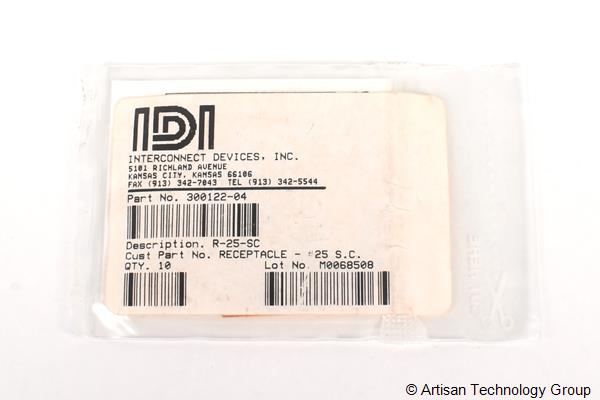 IDI
INTERCONNECT DEVICES, INC.
5101 RICHLAND AVENUE
KANSAS CITY, KANSAS 66106
FAX (913) 342-7043 TEL (913) 342-5544
Part No. 300122-04
Description. R-25-SC
Cust Part No. RECEPTACLE - #25 S.C.
QTY. 10 Lot No. M0068508
CUT HERE
© Artisan Technology Group